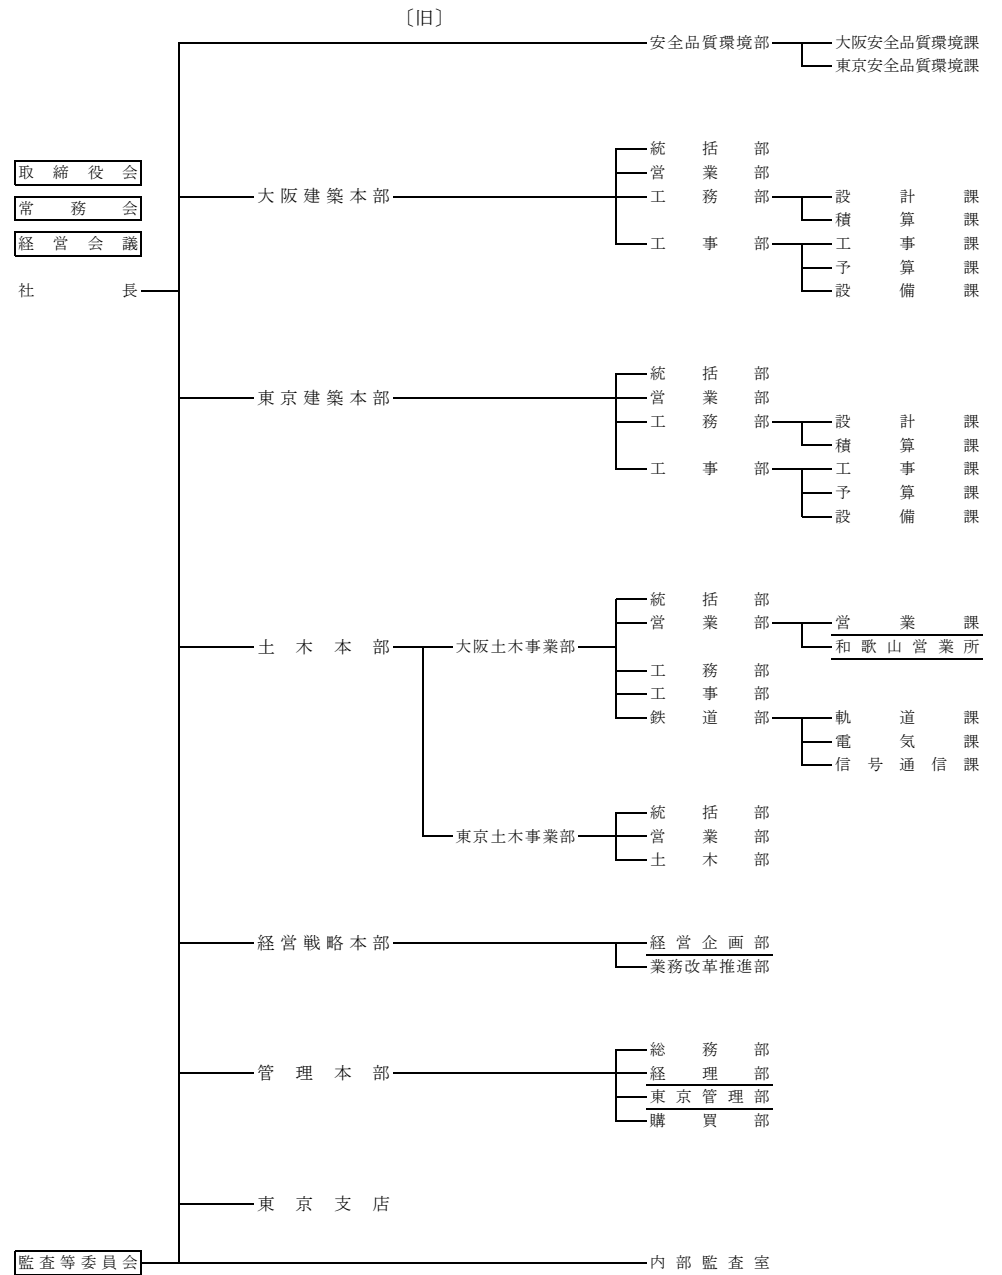 〔旧〕
安全品質環境部 大阪安全品質環境課
東京安全品質環境課
統括部
取締役会 営業部
大阪建築本部 工務部 設計課
常務会 積算課
経営会議 工事部 工事課
予算課
社長 設備課
統括部
東京建築本部 営業部
工務部 設計課
積算課
工事部 工事課
予算課
設備課
統括部
営業部 営業課
土木本部 大阪土木事業部 和歌山営業所
工務部
工事部
鉄道部 軌道課
電気課
信号通信課
統括部
東京土木事業部 営業部
土木部
経営戦略本部 経営企画部
業務改革推進部
総務部
管理本部 経理部
東京管理部
購買部
東京支店
監査等委員会 内部監査室